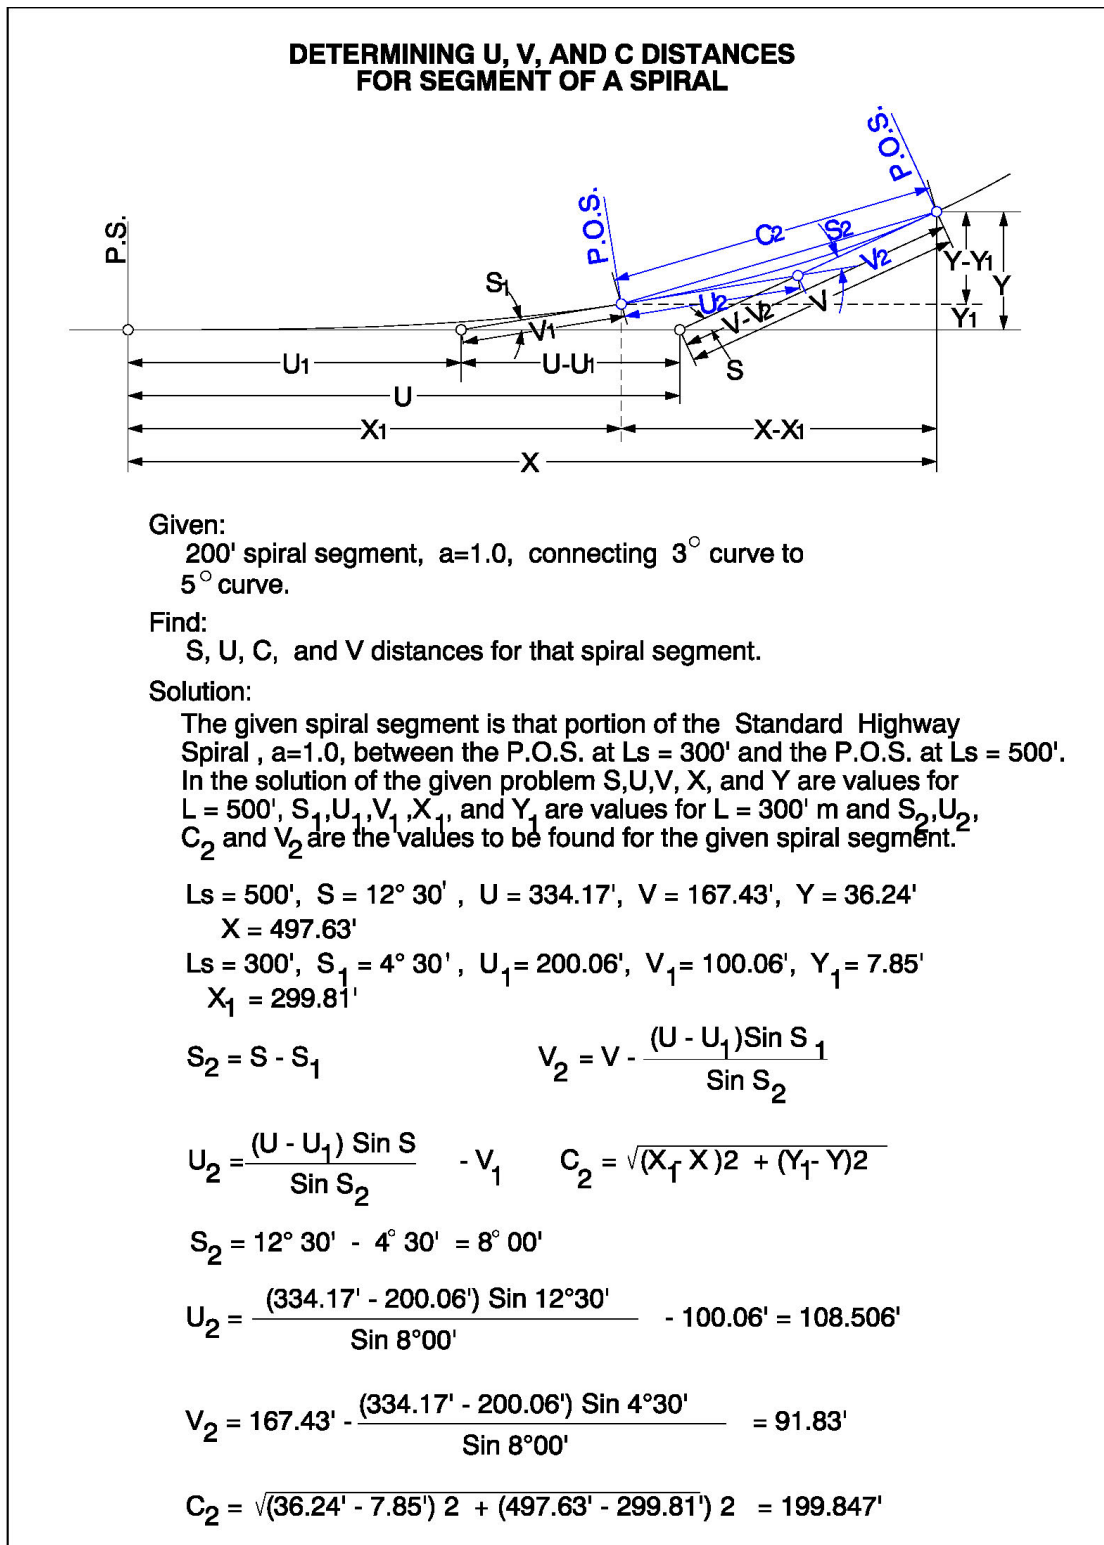 DETERMINING U, V, AND C DISTANCES
FOR SEGMENT OF A SPIRAL
P.S.
P.O.S.
P.O.S.
C2
S2
S1
V1
U2
V2
V-V2
V
S
Y-Y1
Y
Y1
U1
U-U1
U
X1
X-X1
X
Given:
200' spiral segment, a=1.0, connecting 3° curve to
5° curve.
Find:
S, U, C, and V distances for that spiral segment.
Solution:
The given spiral segment is that portion of the Standard Highway
Spiral , a=1.0, between the P.O.S. at Ls = 300' and the P.O.S. at Ls = 500'.
In the solution of the given problem S,U,V, X, and Y are values for
L = 500', S1,U1,V1,X1, and Y1 are values for L = 300' m and S2,U2,
C2 and V2 are the values to be found for the given spiral segment.
Ls = 500', S = 12° 30' , U = 334.17', V = 167.43', Y = 36.24'
X = 497.63'
Ls = 300', S1 = 4° 30' , U1 = 200.06', V1 = 100.06', Y1 = 7.85'
X1 = 299.81'
S2 = S - S1
V2 = V - (U - U1)Sin S1
Sin S2
U2 = (U - U1) Sin S - V1
Sin S2
C2 = √(X1- X )2 + (Y1- Y)2
S2 = 12° 30' - 4° 30' = 8° 00'
U2 = (334.17' - 200.06') Sin 12°30' - 100.06' = 108.506'
Sin 8°00'
V2 = 167.43' - (334.17' - 200.06') Sin 4°30' = 91.83'
Sin 8°00'
C2 = √(36.24' - 7.85') 2 + (497.63' - 299.81') 2 = 199.847'